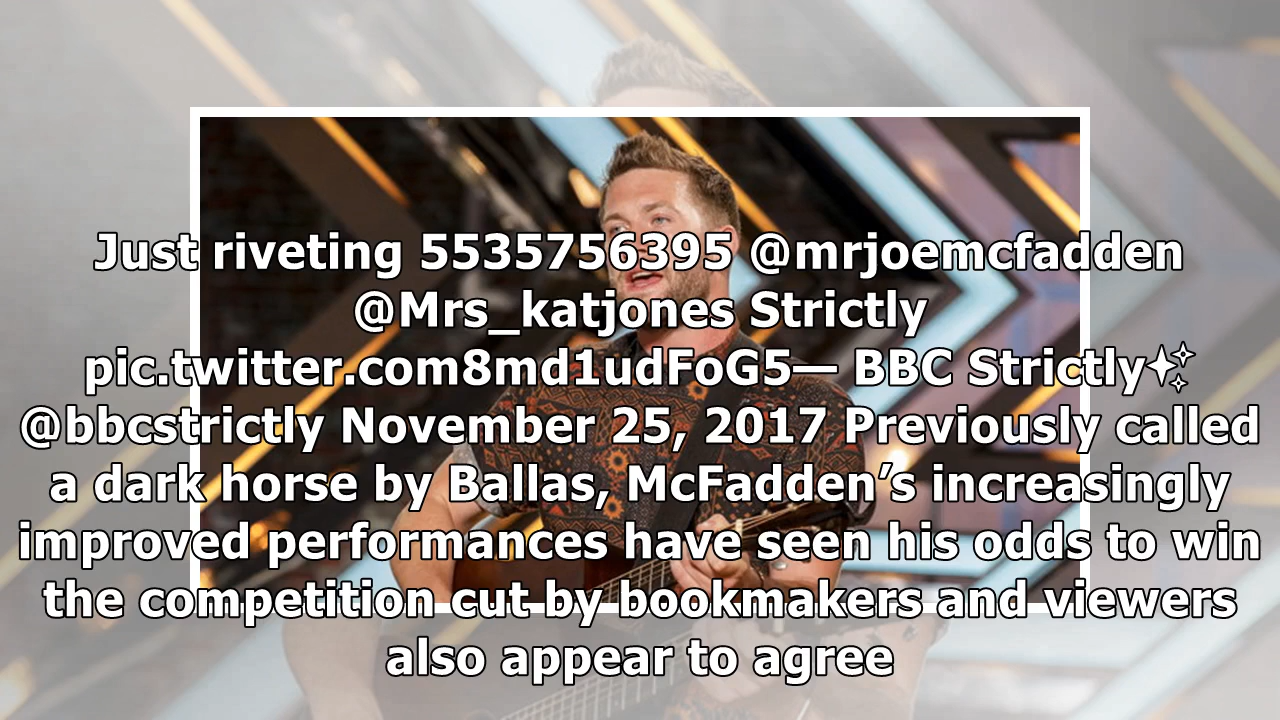 Just riveting 5535756395 @mrjoemcfadden
@Mrs_katjones Strictly
pic.twitter.com8md1udFoG5— BBC Strictly✨
@bbcstrictly November 25, 2017 Previously called
a dark horse by Ballas, McFadden’s increasingly
improved performances have seen his odds to win
the competition cut by bookmakers and viewers
also appear to agree